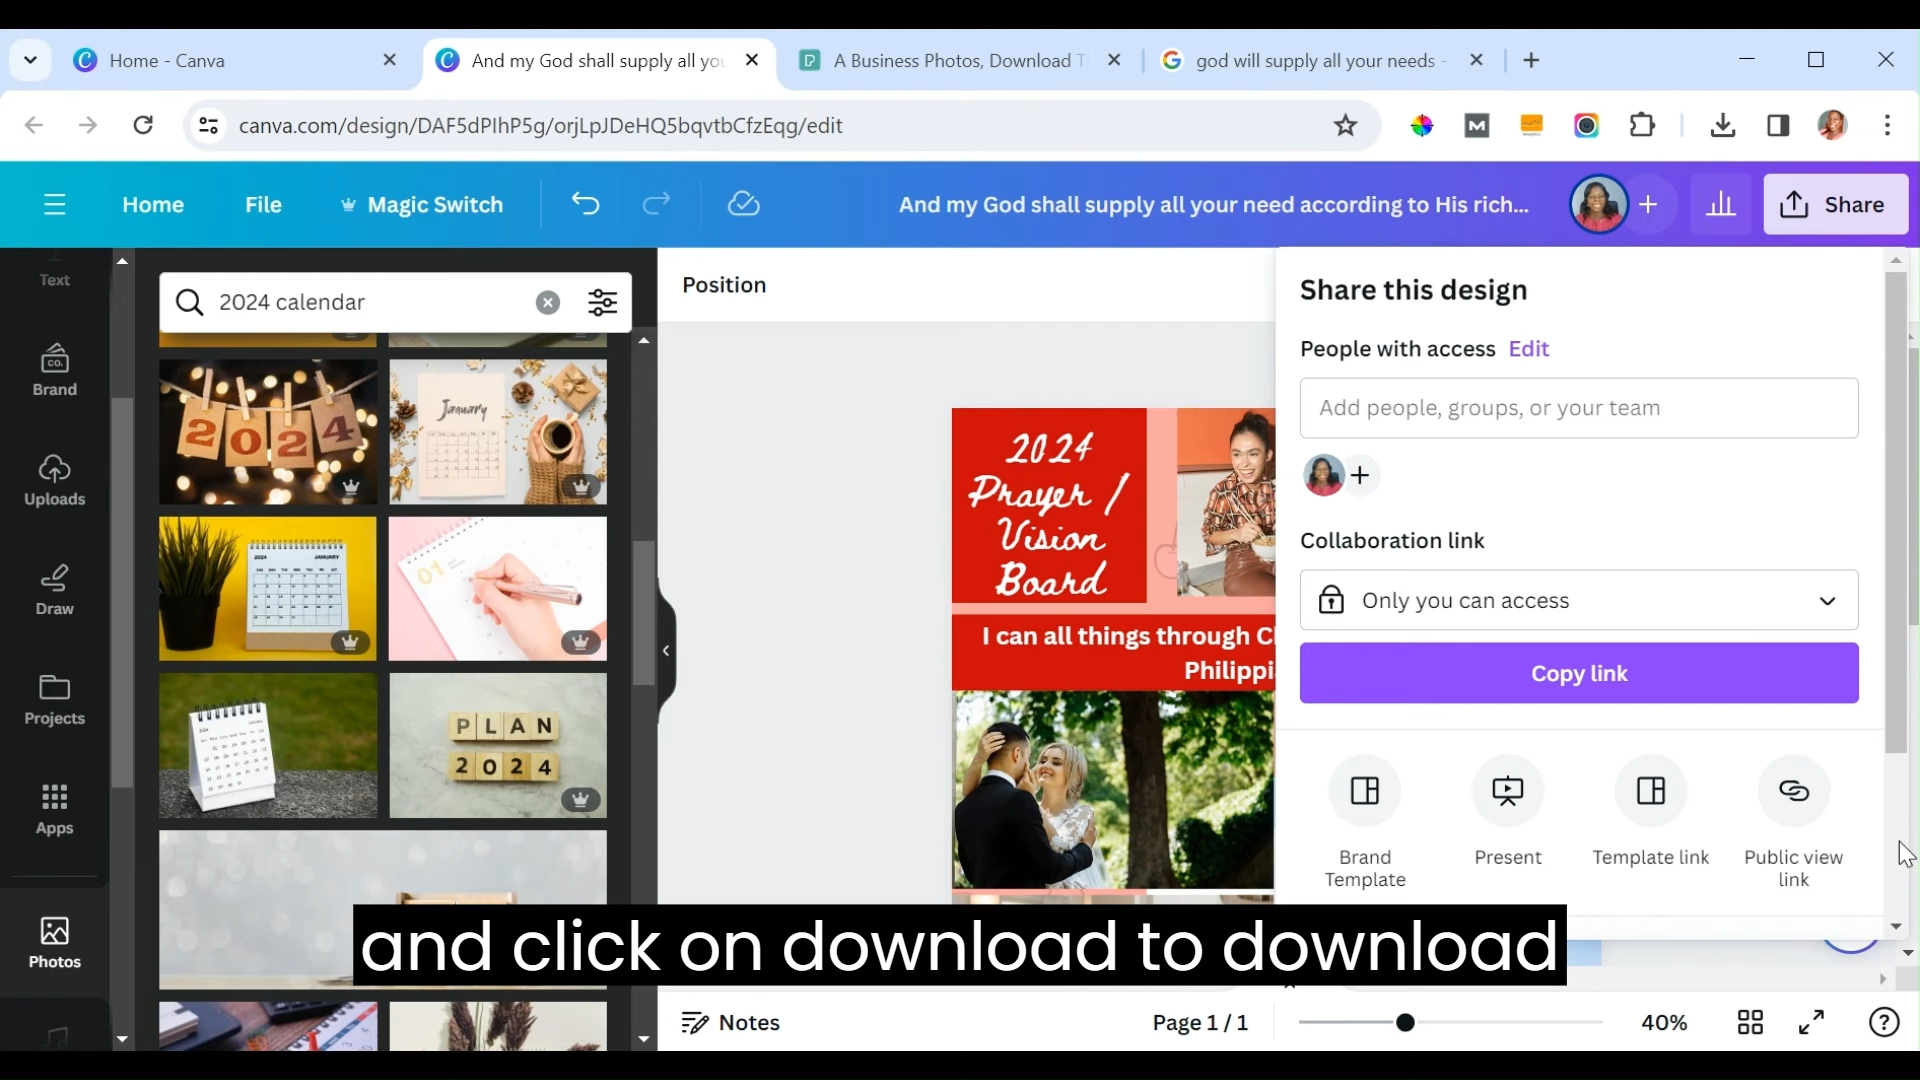 Home - Canva
And my God shall supply all you
A Business Photos, Download T
god will supply all your needs -
canva.com/design/DAF5dPIhP5g/orjLpJDeHQ5bqvtbCfzEqg/edit
Home
File
Magic Switch
And my God shall supply all your need according to His rich...
Share
Text
Brand
Uploads
Draw
Projects
Apps
Photos
2024 calendar
2024
January
2024 JANUARY
01
PLAN
2024
Position
2024
Prayer /
Vision
Board
I can all things through C
Philippi
Share this design
People with access Edit
Add people, groups, or your team
Collaboration link
Only you can access
Copy link
Brand
Template
Present
Template link
Public view
link
and click on download to download
Notes
Page 1 / 1
40%